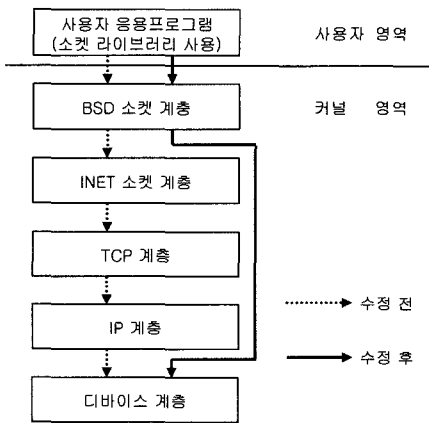 사용자 응용프로그램
(소켓 라이브러리 사용)
사용자 영역
BSD 소켓 계층
커널 영역
INET 소켓 계층
TCP 계층
수정 전
IP 계층
수정 후
디바이스 계층